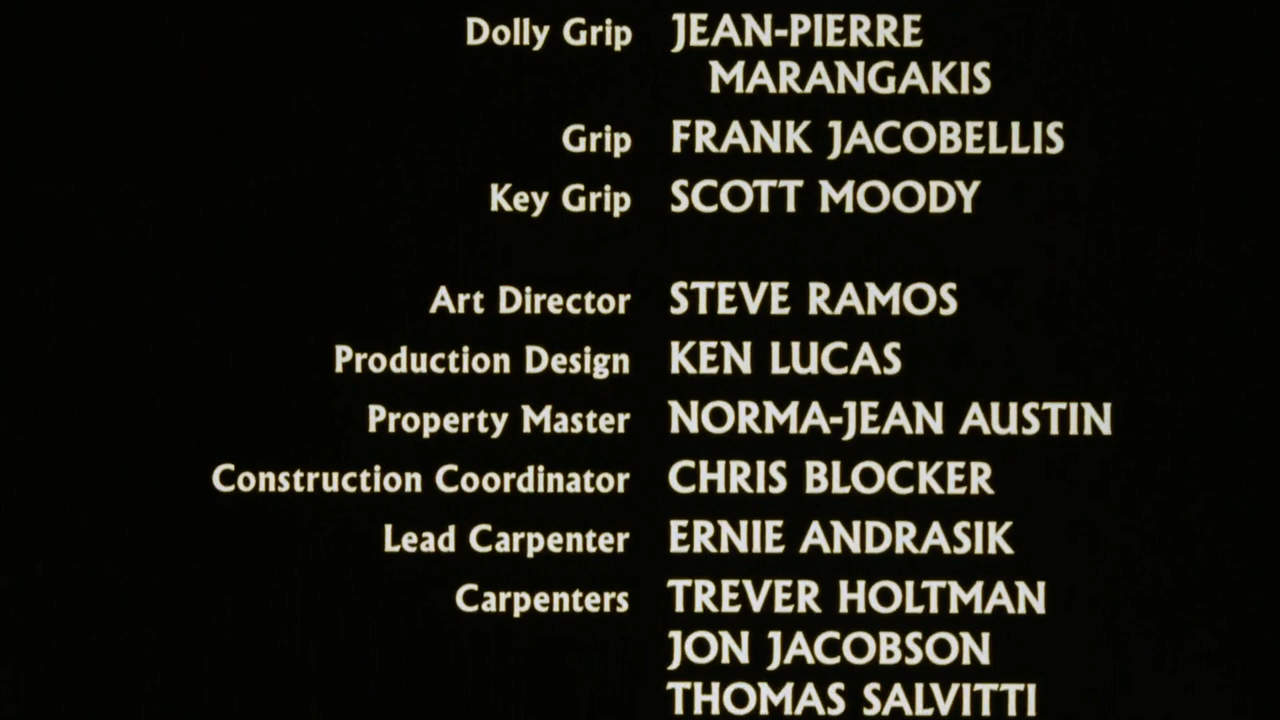 Dolly Grip JEAN-PIERRE
MARANGAKIS
Grip FRANK JACOBELLIS
Key Grip SCOTT MOODY
Art Director STEVE RAMOS
Production Design KEN LUCAS
Property Master NORMA-JEAN AUSTIN
Construction Coordinator CHRIS BLOCKER
Lead Carpenter ERNIE ANDRASIK
Carpenters TREVER HOLTMAN
JON JACOBSON
THOMAS SALVITTI